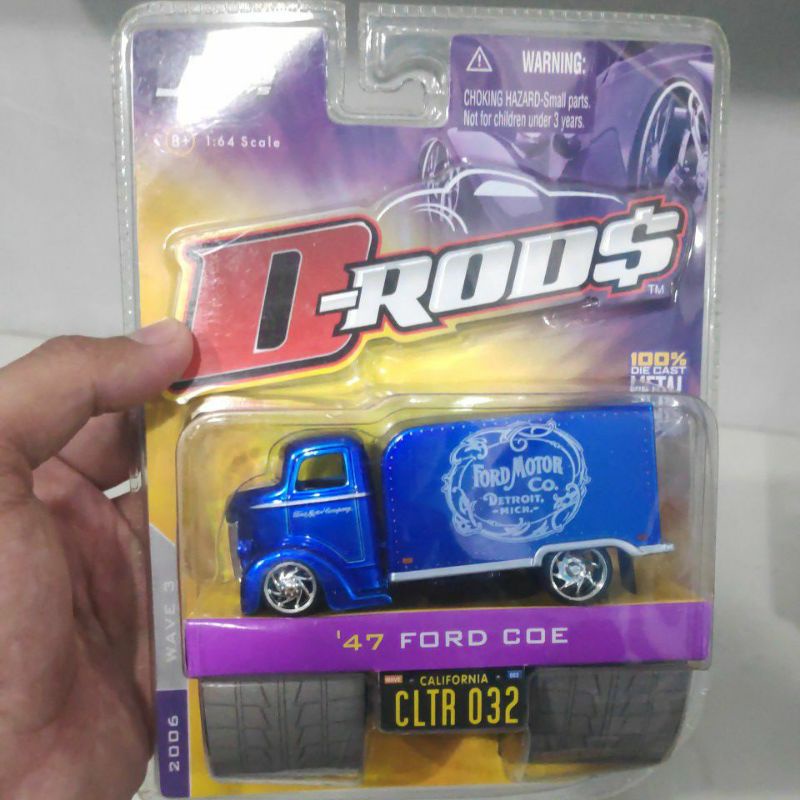 WARNING:
CHOKING HAZARD-Small parts.
Not for children under 3 years.
8+ 1:64 Scale
D-ROD$
TM
100%
DIE CAST
METAL
FORD MOTOR
CO.
DETROIT,
-MICH.-
'47 FORD COE
WAVE 3
2006
WAVE
CALIFORNIA
CLTR 032